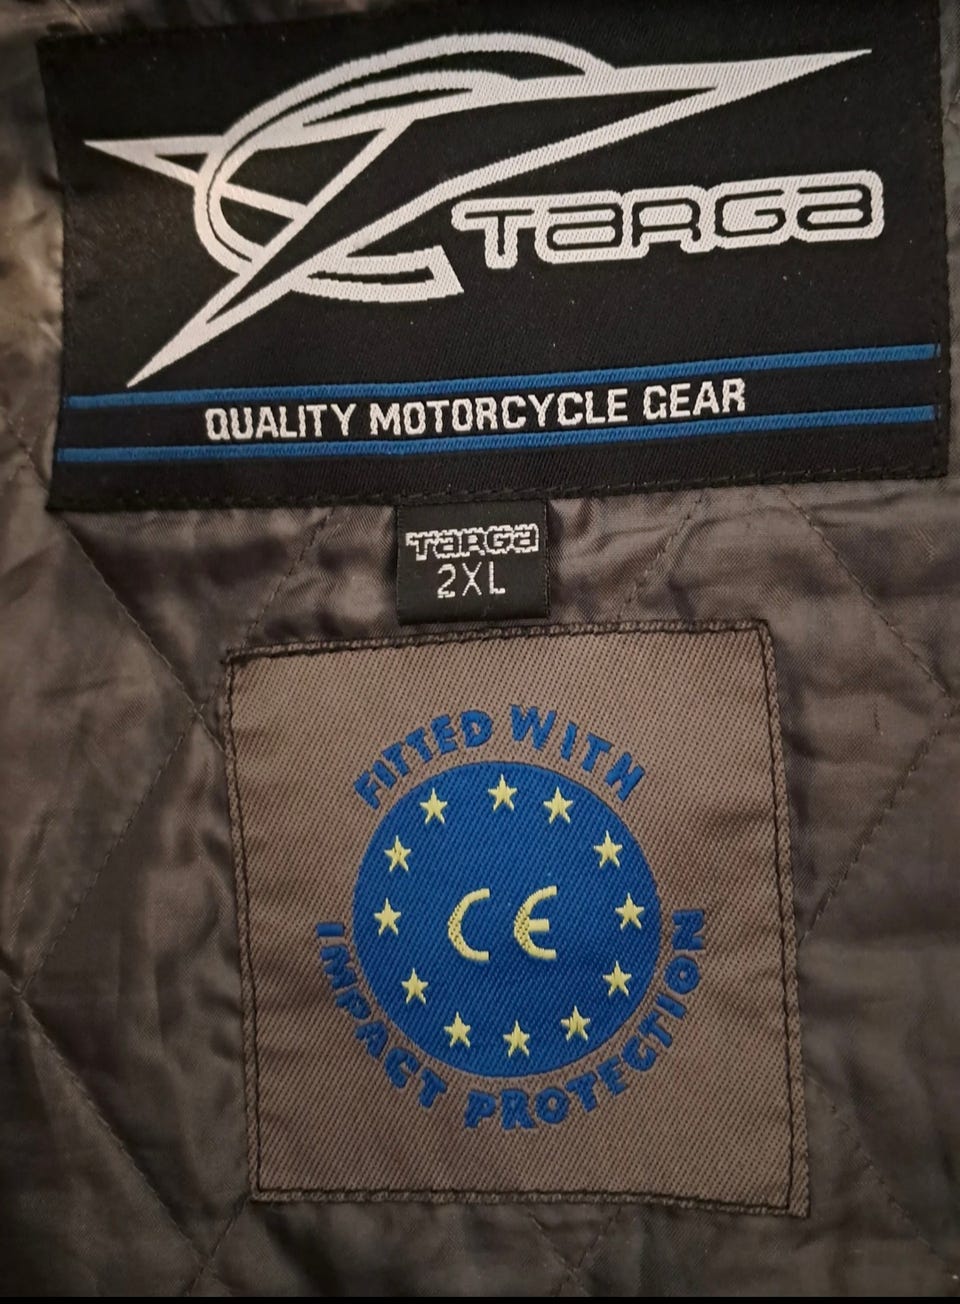 TARGA
QUALITY MOTORCYCLE GEAR
TARGA
2XL
FITTED WITH
CE
IMPACT PROTECTION